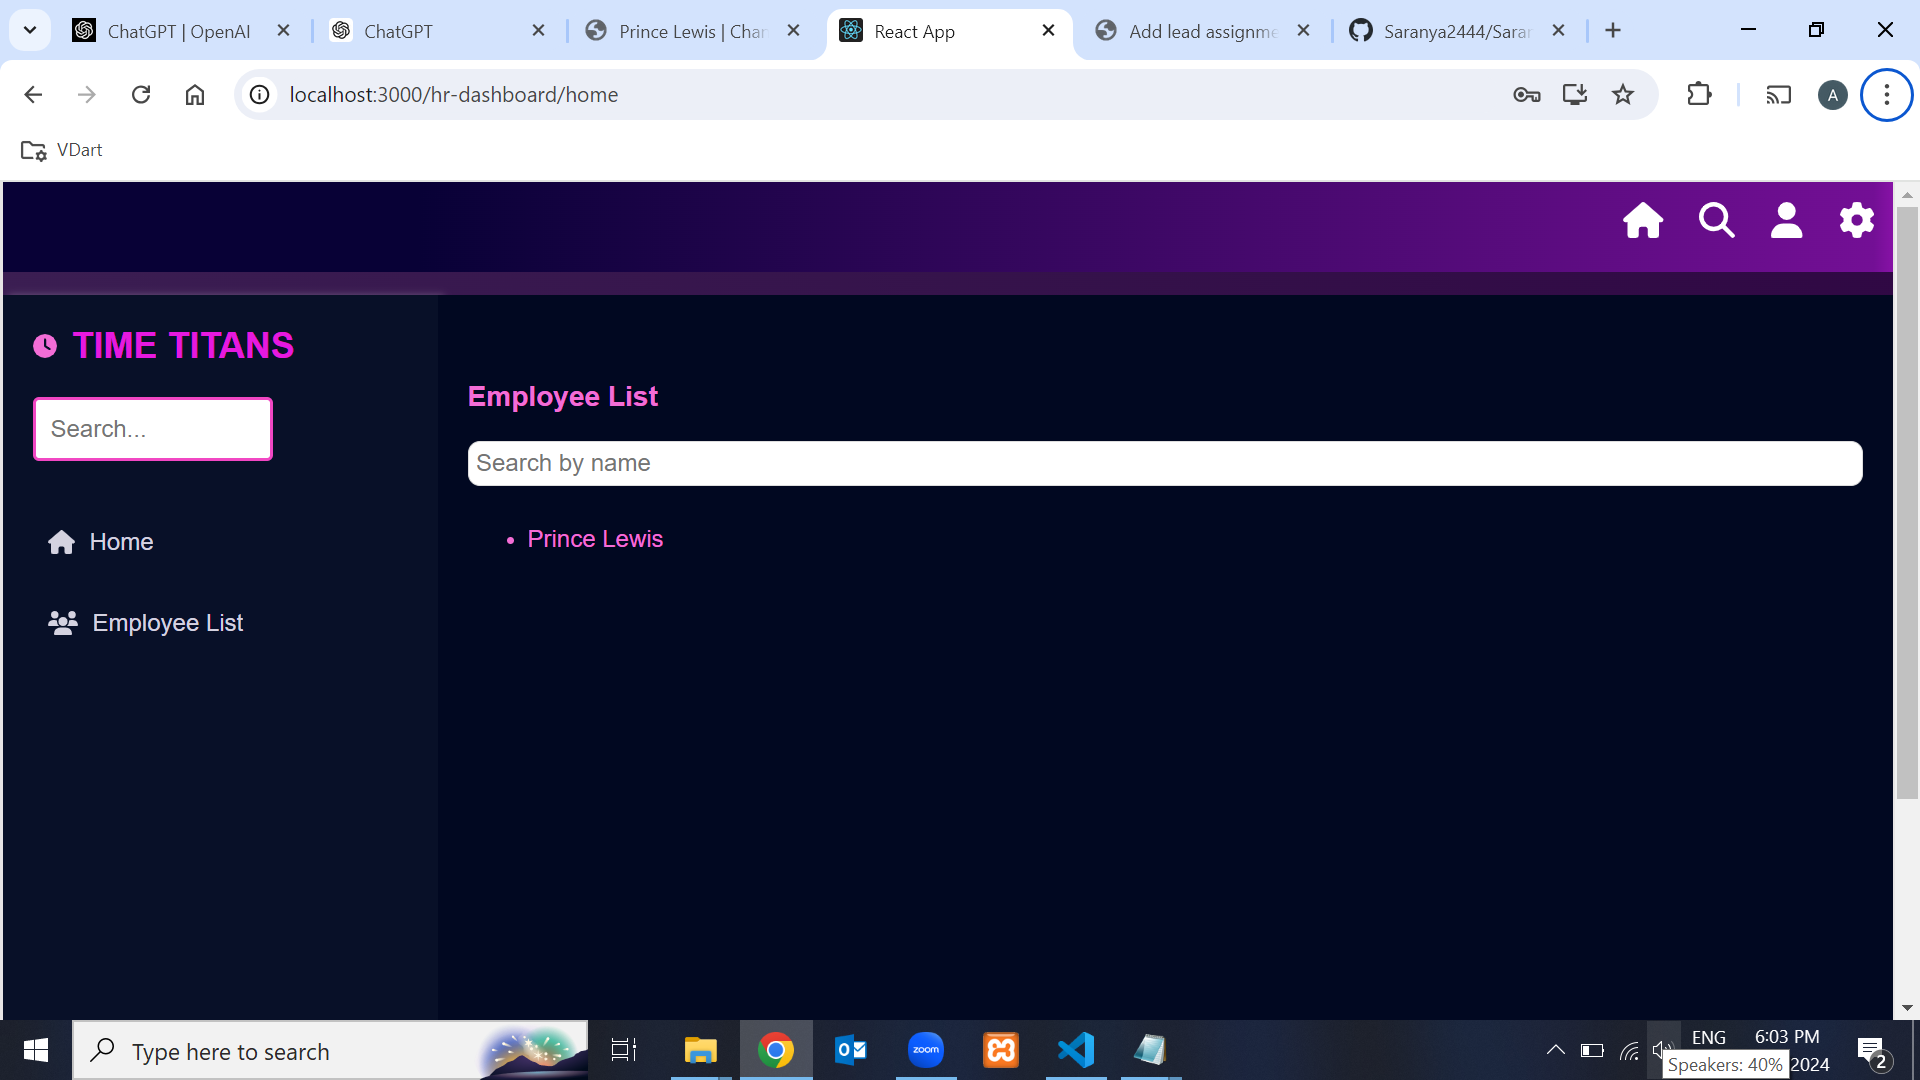 ChatGPT | OpenAI
ChatGPT
Prince Lewis | Char
React App
Add lead assignme
Saranya2444/Sarar
localhost:3000/hr-dashboard/home
A
VDart
TIME TITANS
Search...
Home
Employee List
Employee List
Search by name
• Prince Lewis
Type here to search
zoom
ENG
6:03 PM
Speakers: 40%
2024
2